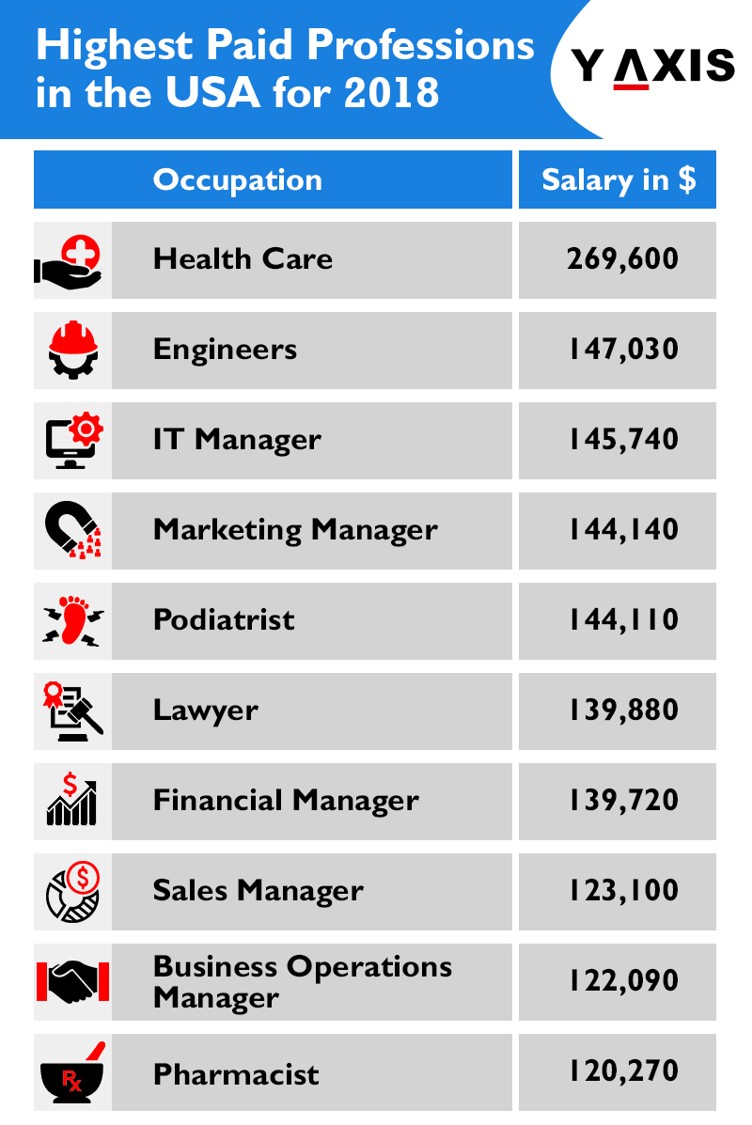 Highest Paid Professions
in the USA for 2018
Y AXIS
Occupation Salary in $
Health Care 269,600
Engineers 147,030
IT Manager 145,740
Marketing Manager 144,140
Podiatrist 144,110
Lawyer 139,880
$
Financial Manager 139,720
$
Sales Manager 123,100
Business Operations
Manager 122,090
Rx
Pharmacist 120,270